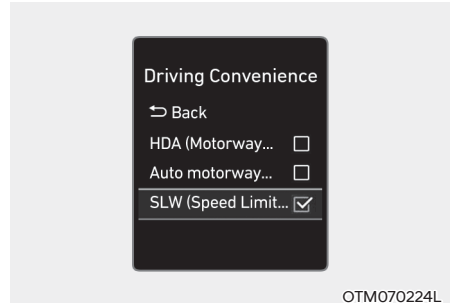 Driving Convenience
Back
HDA (Motorway...
Auto motorway...
SLW (Speed Limit...
OTM070224L